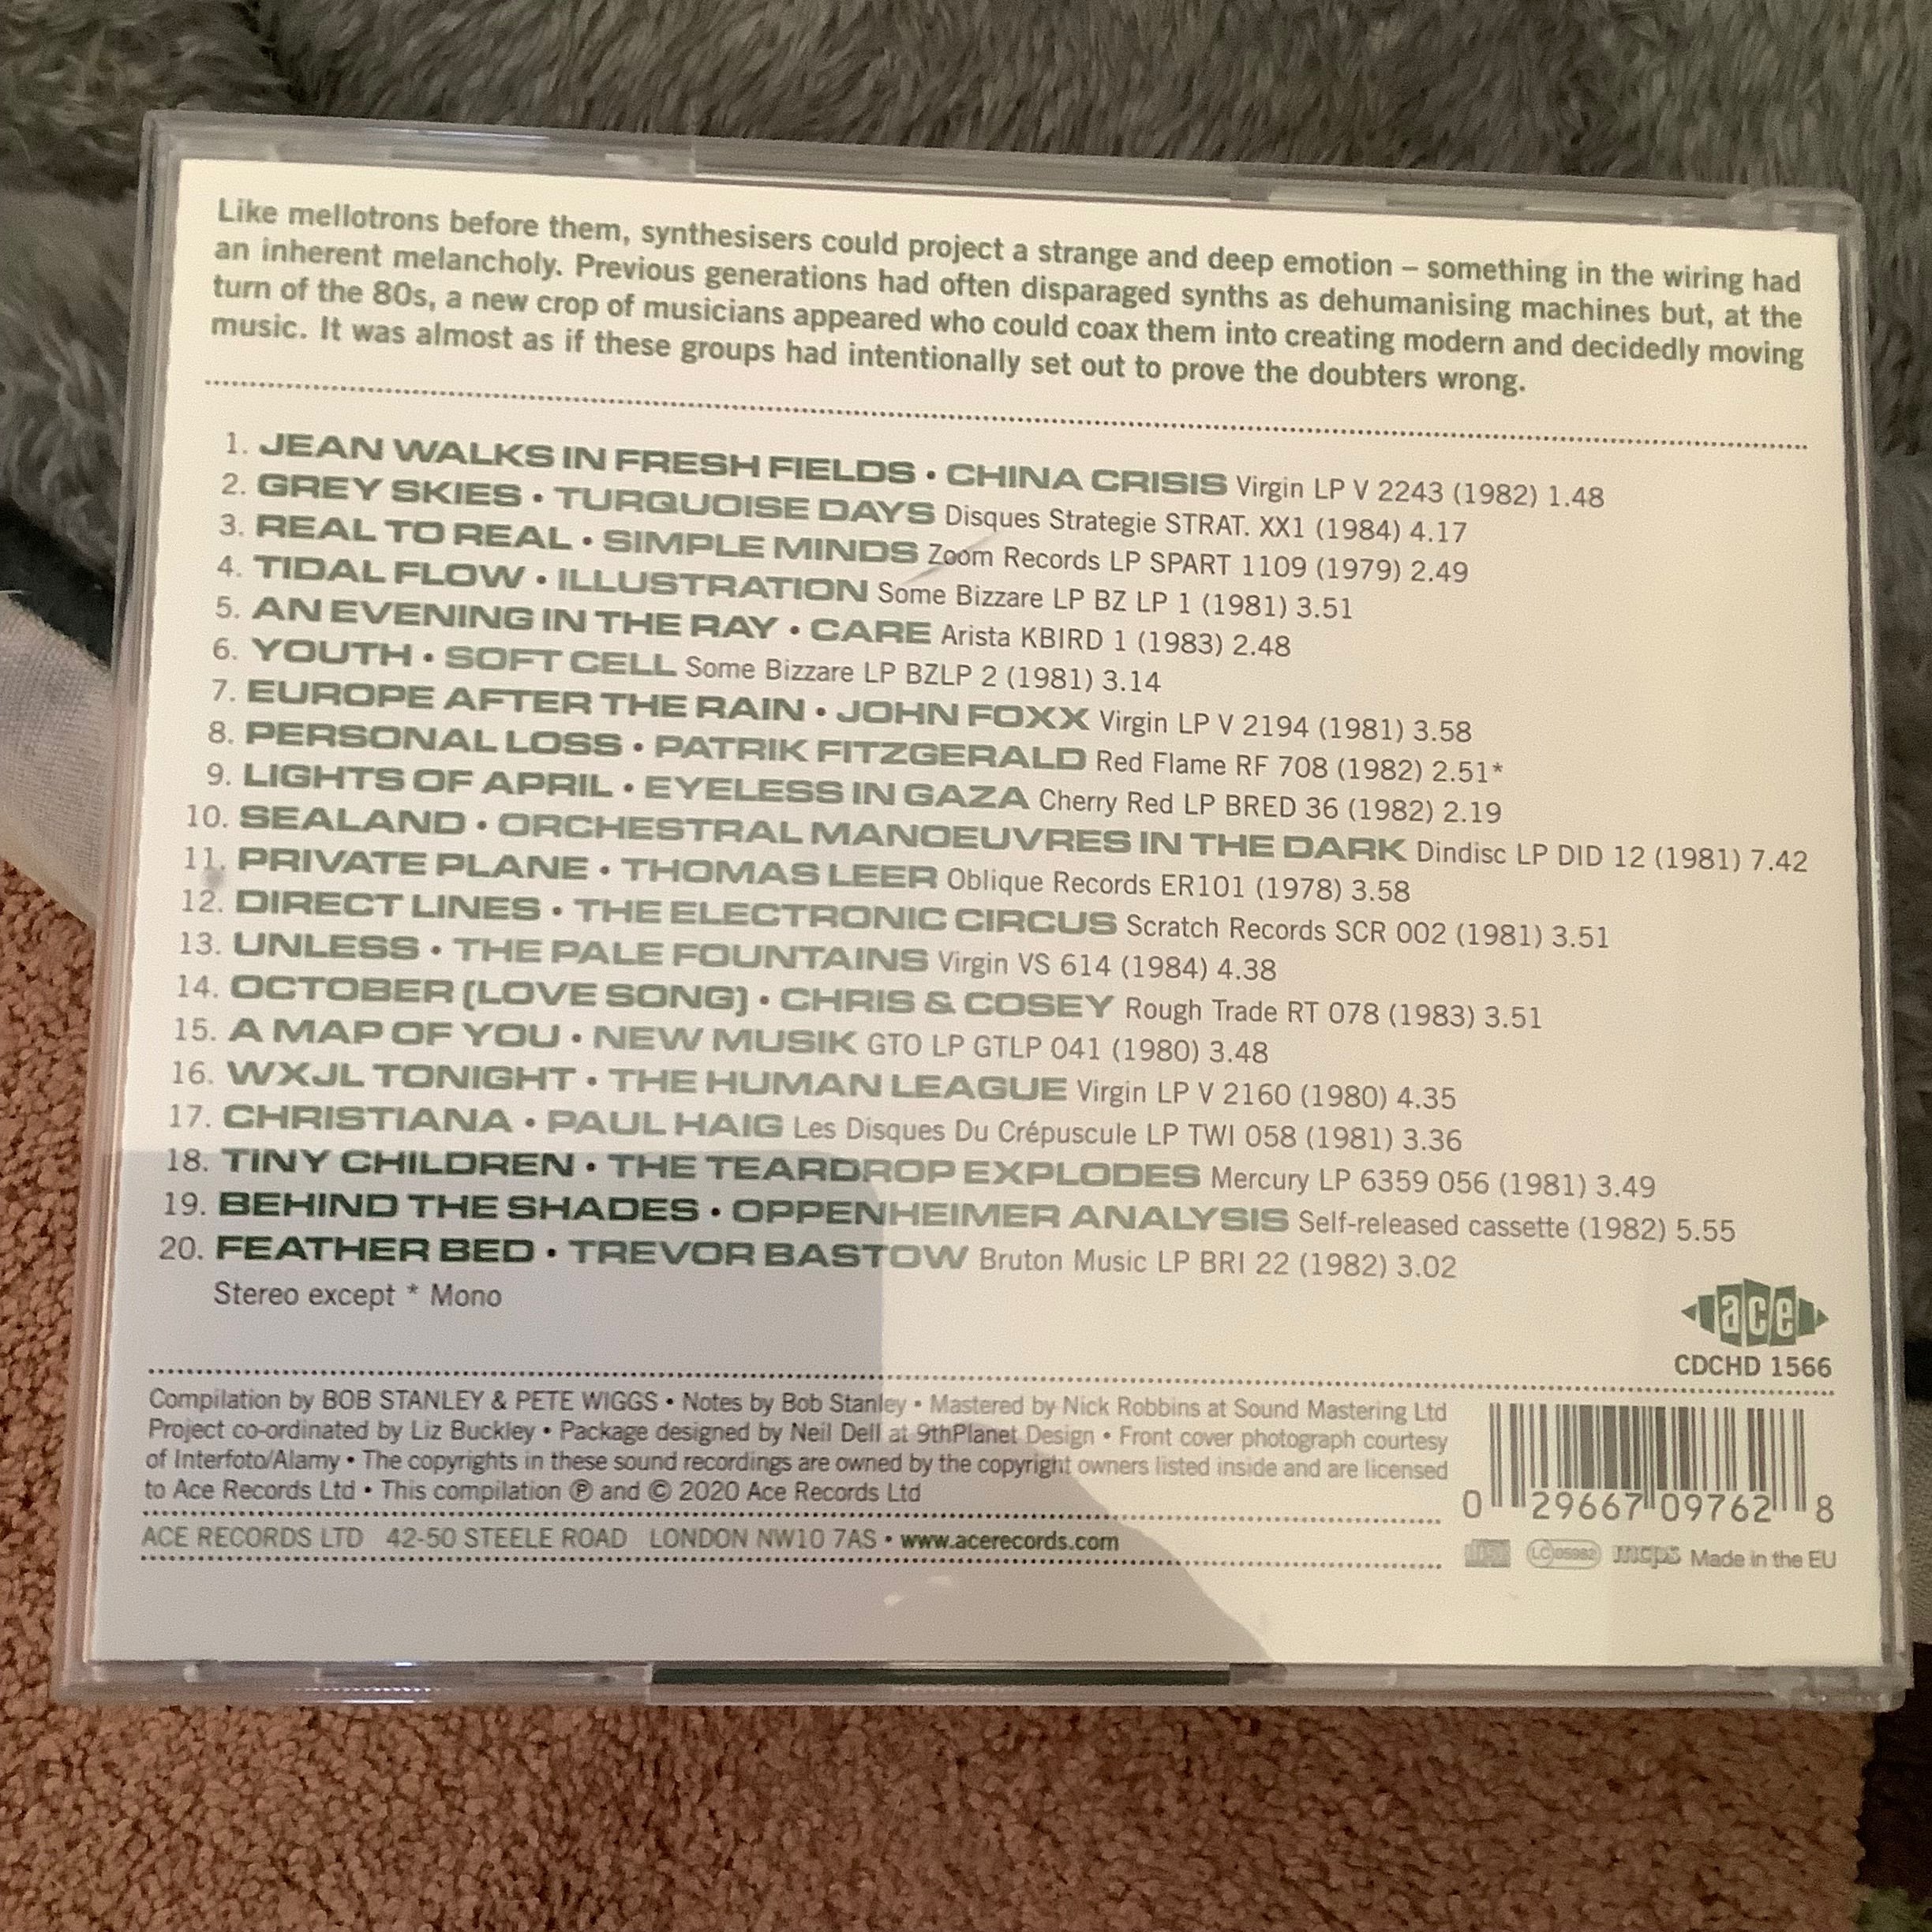 Like mellotrons before them, synthesisers could project a strange and deep emotion – something in the wiring had
an inherent melancholy. Previous generations had often disparaged synths as dehumanising machines but, at the
turn of the 80s, a new crop of musicians appeared who could coax them into creating modern and decidedly moving
music. It was almost as if these groups had intentionally set out to prove the doubters wrong.
1. JEAN WALKS IN FRESH FIELDS • CHINA CRISIS Virgin LP V 2243 (1982) 1.48
2. GREY SKIES • TURQUOISE DAYS Disques Strategie STRAT. XX1 (1984) 4.17
3. REAL TO REAL • SIMPLE MINDS Zoom Records LP SPART 1109 (1979) 2.49
4. TIDAL FLOW • ILLUSTRATION Some Bizzare LP BZ LP 1 (1981) 3.51
5. AN EVENING IN THE RAY • CARE Arista KBIRD 1 (1983) 2.48
6. YOUTH • SOFT CELL Some Bizzare LP BZLP 2 (1981) 3.14
7. EUROPE AFTER THE RAIN • JOHN FOXX Virgin LP V 2194 (1981) 3.58
8. PERSONAL LOSS • PATRIK FITZGERALD Red Flame RF 708 (1982) 2.51*
9. LIGHTS OF APRIL • EYELESS IN GAZA Cherry Red LP BRED 36 (1982) 2.19
10. SEALAND • ORCHESTRAL MANOEUVRES IN THE DARK Dindisc LP DID 12 (1981) 7.42
11. PRIVATE PLANE • THOMAS LEER Oblique Records ER101 (1978) 3.58
12. DIRECT LINES • THE ELECTRONIC CIRCUS Scratch Records SCR 002 (1981) 3.51
13. UNLESS • THE PALE FOUNTAINS Virgin VS 614 (1984) 4.38
14. OCTOBER (LOVE SONG) • CHRIS & COSEY Rough Trade RT 078 (1983) 3.51
15. A MAP OF YOU • NEW MUSIK GTO LP GTLP 041 (1980) 3.48
16. WXJL TONIGHT • THE HUMAN LEAGUE Virgin LP V 2160 (1980) 4.35
17. CHRISTIANA • PAUL HAIG Les Disques Du Crépuscule LP TWI 058 (1981) 3.36
18. TINY CHILDREN • THE TEARDROP EXPLODES Mercury LP 6359 056 (1981) 3.49
19. BEHIND THE SHADES • OPPENHEIMER ANALYSIS Self-released cassette (1982) 5.55
20. FEATHER BED • TREVOR BASTOW Bruton Music LP BRI 22 (1982) 3.02
Stereo except * Mono
ace
CDCHD 1566
Compilation by BOB STANLEY & PETE WIGGS • Notes by Bob Stanley • Mastered by Nick Robbins at Sound Mastering Ltd
Project co-ordinated by Liz Buckley • Package designed by Neil Dell at 9thPlanet Design • Front cover photograph courtesy
of Interfoto/Alamy • The copyrights in these sound recordings are owned by the copyright owners listed inside and are licensed
to Ace Records Ltd • This compilation ℗ and © 2020 Ace Records Ltd
0 29667 09762 8
ACE RECORDS LTD 42-50 STEELE ROAD LONDON NW10 7AS • www.acerecords.com
LC 05982 mcps Made in the EU